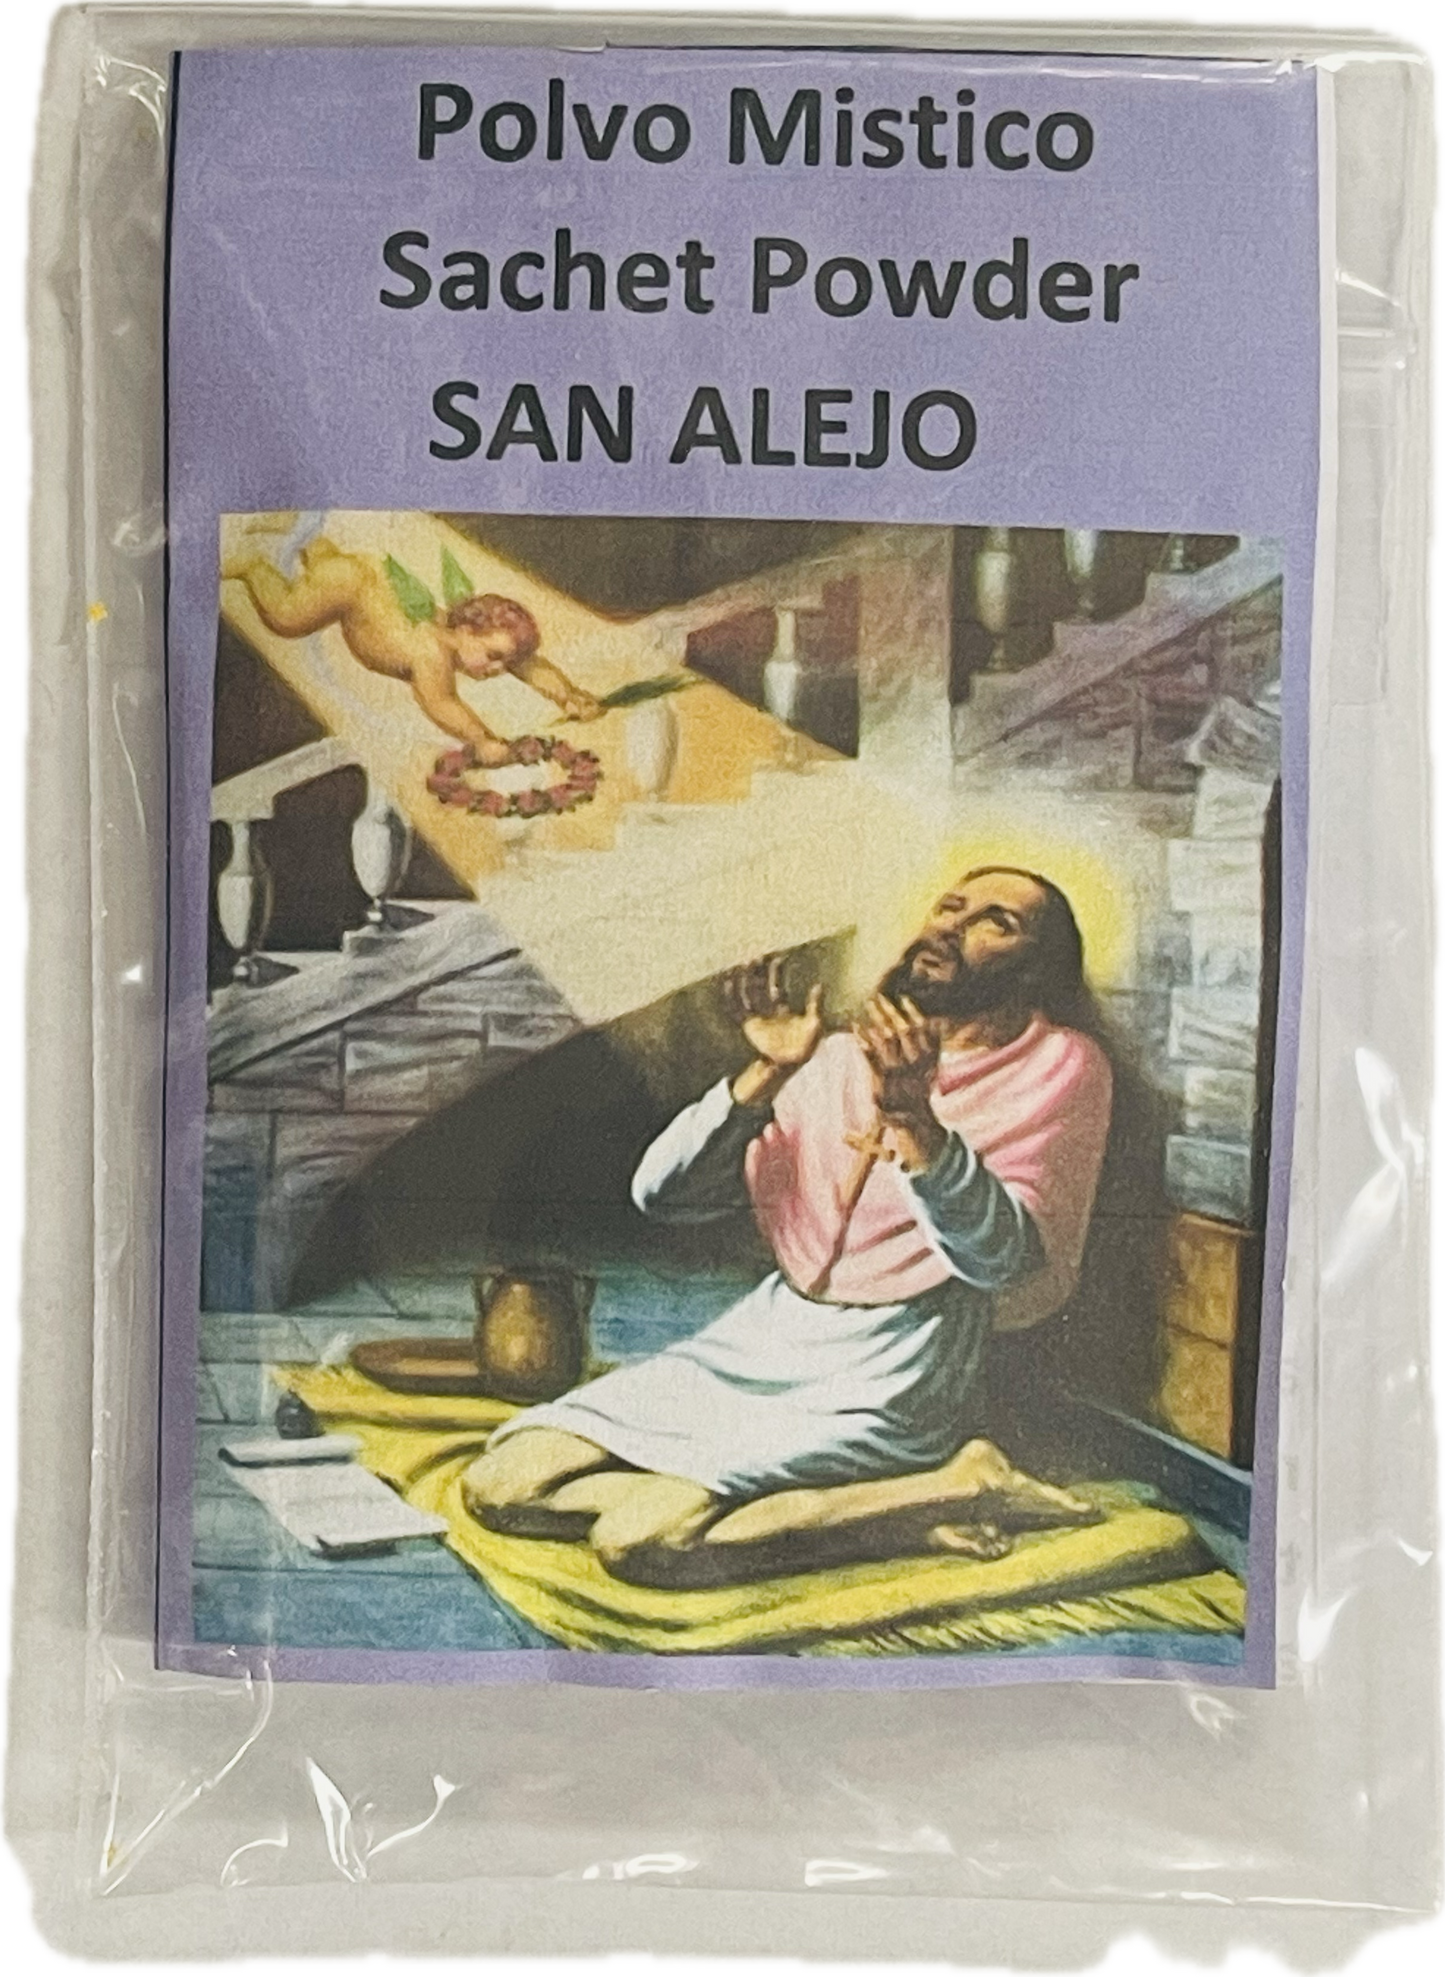 Polvo Mistico
Sachet Powder
SAN ALEJO